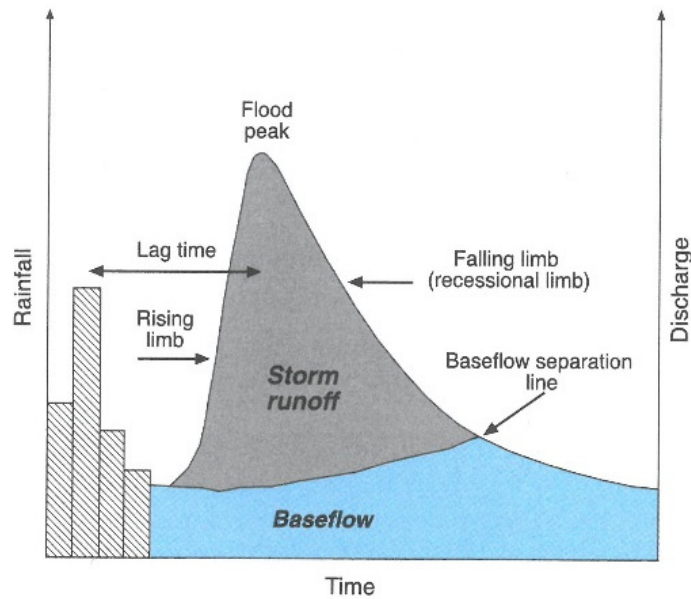 Flood
peak
Lag time
Rainfall
Discharge
Falling limb
(recessional limb)
Rising
limb
Storm
runoff
Baseflow separation
line
Baseflow
Time